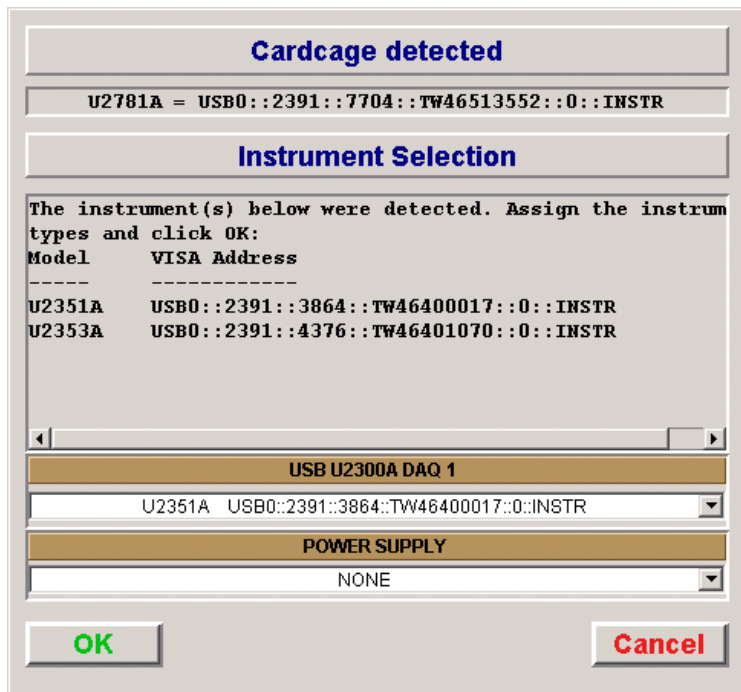 Cardcage detected
U2781A = USB0::2391::7704::TW46513552::0::INSTR
Instrument Selection
The instrument(s) below were detected. Assign the instrum
types and click OK:
Model VISA Address
----- ------------
U2351A USB0::2391::3864::TW46400017::0::INSTR
U2353A USB0::2391::4376::TW46401070::0::INSTR
USB U2300A DAQ 1
U2351A USB0::2391::3864::TW46400017::0::INSTR
POWER SUPPLY
NONE
OK
Cancel